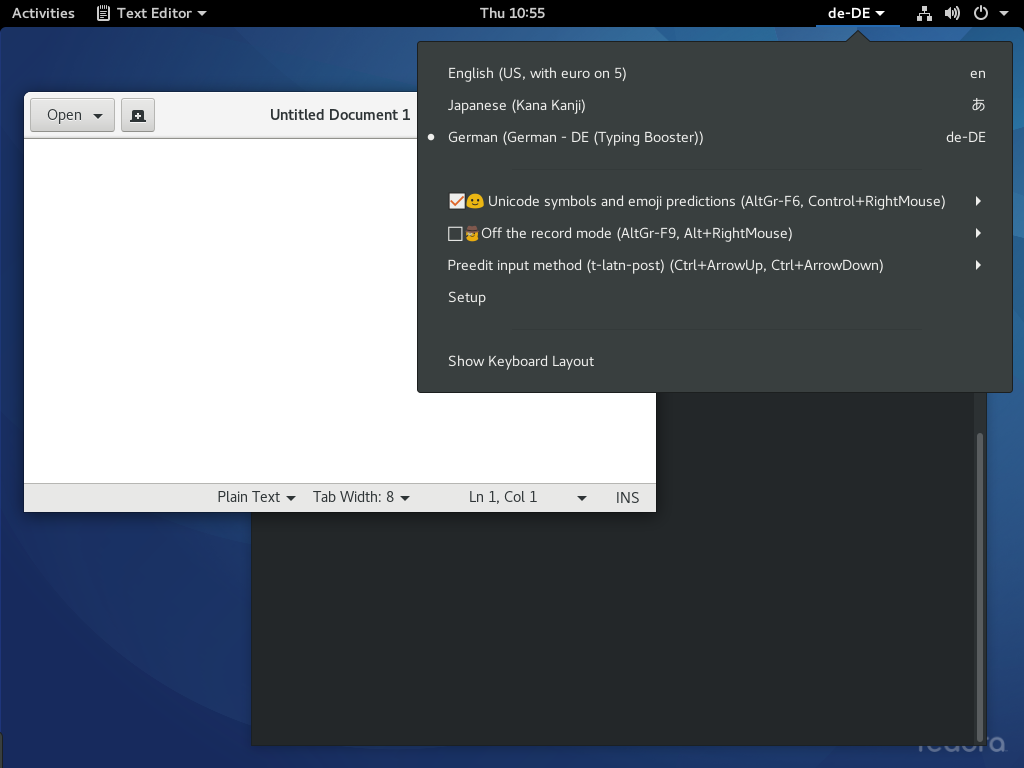 Activities Text Editor Thu 10:55 de-DE
English (US, with euro on 5) en
Japanese (Kana Kanji) あ
German (German - DE (Typing Booster)) de-DE
☑🙂 Unicode symbols and emoji predictions (AltGr-F6, Control+RightMouse)
☐🕵Off the record mode (AltGr-F9, Alt+RightMouse)
Preedit input method (t-latn-post) (Ctrl+ArrowUp, Ctrl+ArrowDown)
Setup
Show Keyboard Layout
Open Untitled Document 1
Plain Text Tab Width: 8 Ln 1, Col 1 INS
fedora